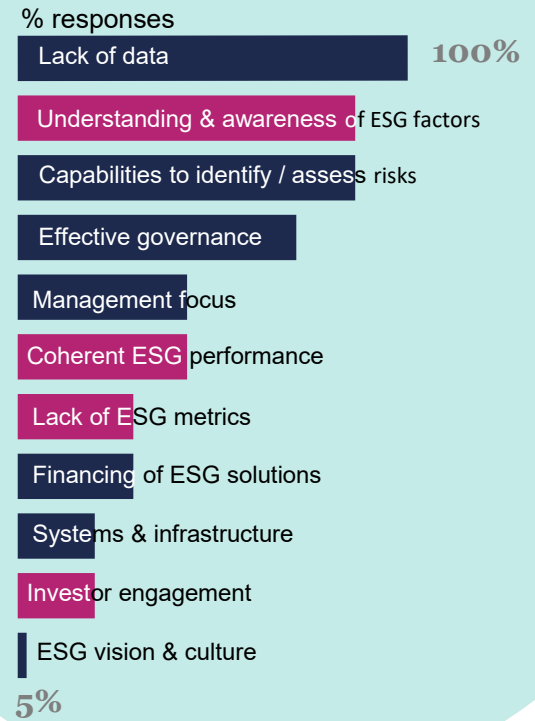 % responses
Lack of data
100%
Understanding & awareness of ESG factors
Capabilities to identify / assess risks
Effective governance
Management focus
Coherent ESG performance
Lack of ESG metrics
Financing of ESG solutions
Systems & infrastructure
Investor engagement
ESG vision & culture
5%